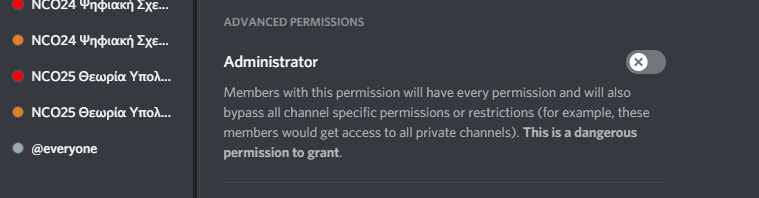 NCO24 Ψηφιακή Σχε...
NCO24 Ψηφιακή Σχε...
NCO25 Θεωρία Υπολ...
NCO25 Θεωρία Υπολ...
@everyone
ADVANCED PERMISSIONS
Administrator
Members with this permission will have every permission and will also
bypass all channel specific permissions or restrictions (for example, these
members would get access to all private channels). This is a dangerous
permission to grant.